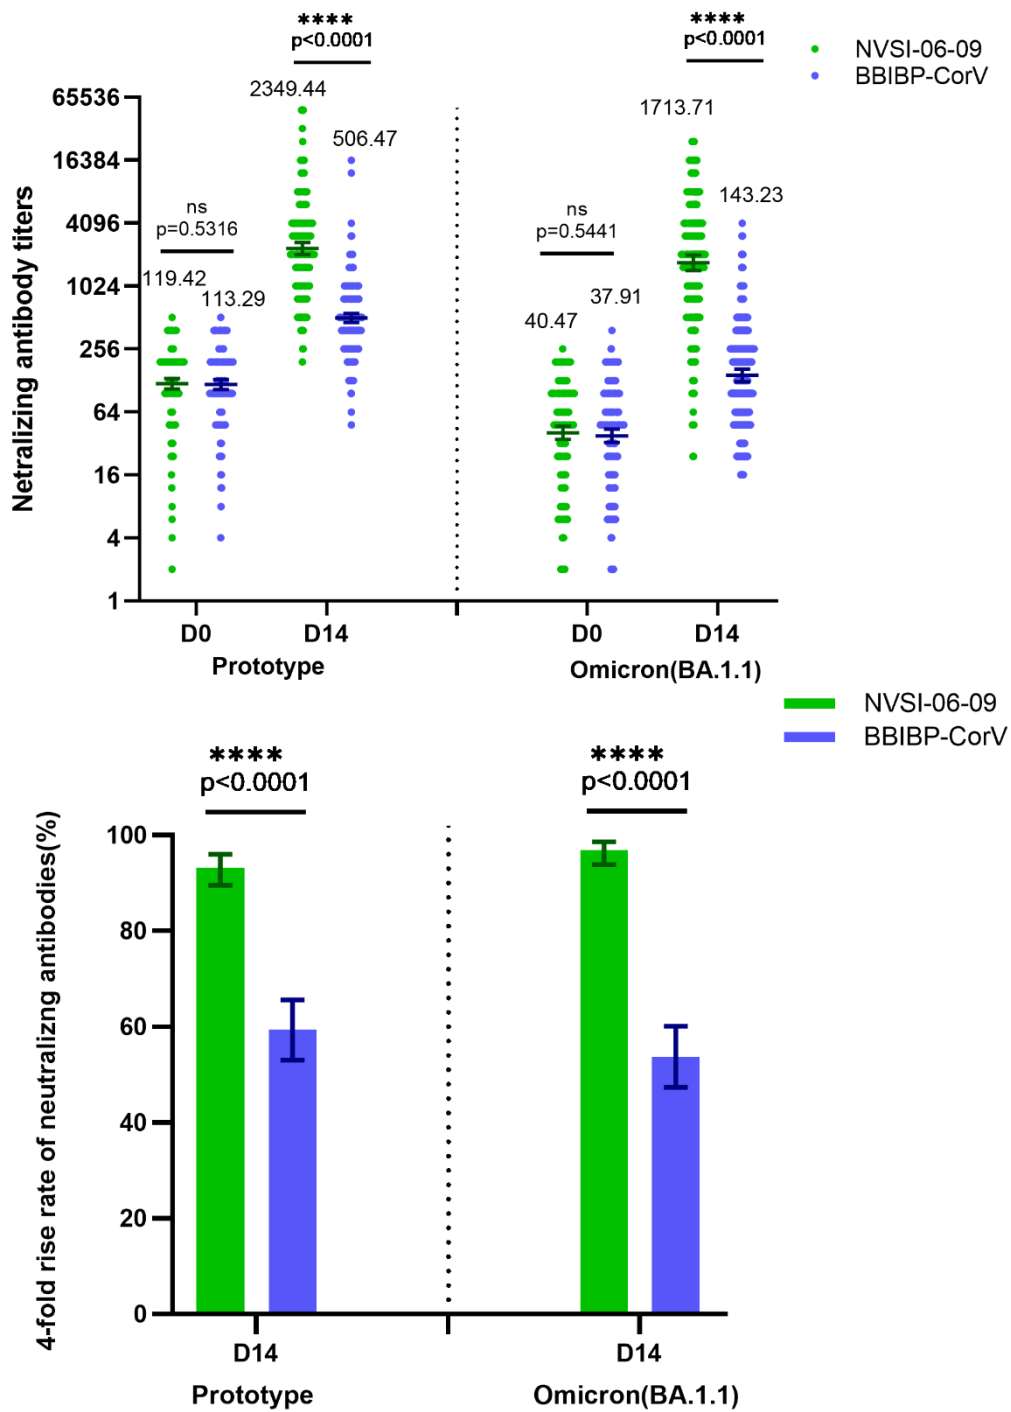 ****
p<0.0001
****
p<0.0001
NVSI-06-09
BBIBP-CorV
Netralizing antibody titers
65536
16384
4096
1024
256
64
16
4
1
2349.44
506.47
ns
p=0.5316
119.42
113.29
1713.71
143.23
ns
p=0.5441
40.47
37.91
D0
D14
D0
D14
Prototype
Omicron(BA.1.1)
NVSI-06-09
BBIBP-CorV
****
p<0.0001
****
p<0.0001
4-fold rise rate of neutralizng antibodies(%)
100
80
60
40
20
0
D14
D14
Prototype
Omicron(BA.1.1)